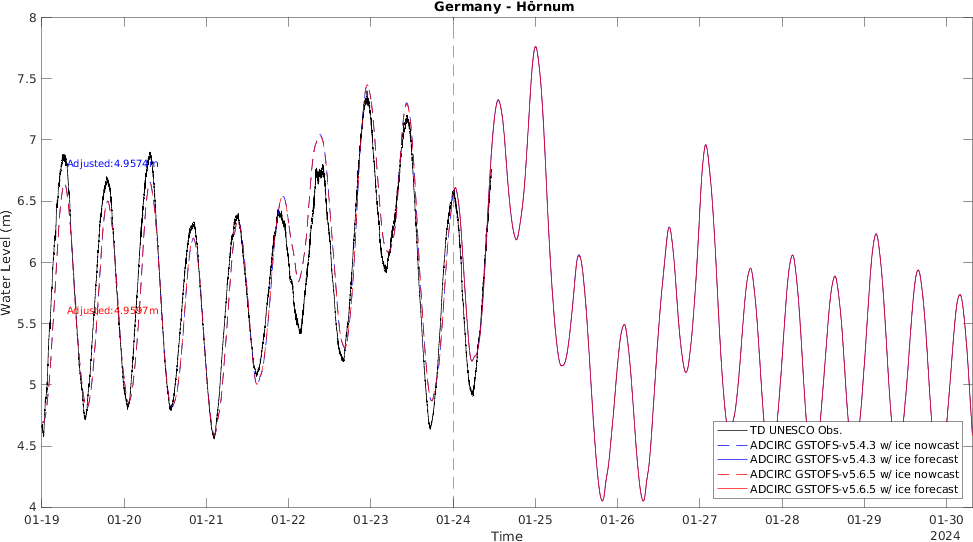 Germany - Hörnum
8
7.5
7
6.5
6
5.5
5
4.5
4
Water Level (m)
Adjusted:4.9574m
Adjusted:4.9597m
TD UNESCO Obs.
ADCIRC GSTOFS-v5.4.3 w/ ice nowcast
ADCIRC GSTOFS-v5.4.3 w/ ice forecast
ADCIRC GSTOFS-v5.6.5 w/ ice nowcast
ADCIRC GSTOFS-v5.6.5 w/ ice forecast
01-19 01-20 01-21 01-22 01-23 01-24 01-25 01-26 01-27 01-28 01-29 01-30
2024
Time